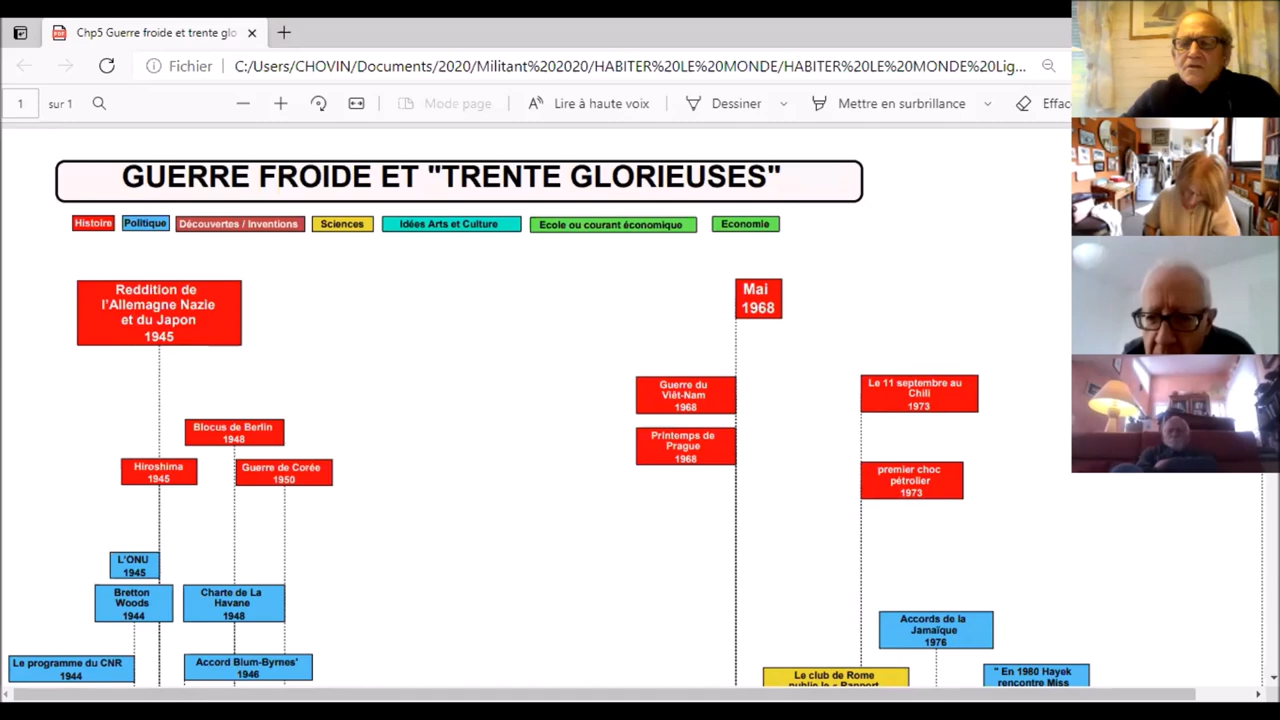 Chp5 Guerre froide et trente glo
Fichier
C:/Users/CHOVIN/Documents/2020/Militant%202020/HABITER%20LE%20MONDE/HABITER%20LE%20MONDE%20Lig...
1
sur 1
Mode page
Lire à haute voix
Dessiner
Mettre en surbrillance
Efface
GUERRE FROIDE ET "TRENTE GLORIEUSES"
Histoire
Politique
Découvertes / Inventions
Sciences
Idées Arts et Culture
Ecole ou courant économique
Economie
Reddition de
l'Allemagne Nazie
et du Japon
1945
Mai
1968
Guerre du
Viêt-Nam
1968
Le 11 septembre au
Chili
1973
Blocus de Berlin
1948
Printemps de
Prague
1968
Hiroshima
1945
Guerre de Corée
1950
premier choc
pétrolier
1973
L'ONU
1945
Bretton
Woods
1944
Charte de La
Havane
1948
Accords de la
Jamaïque
1976
Le programme du CNR
1944
Accord Blum-Byrnes'
1946
Le club de Rome
publie le « Rapport
" En 1980 Hayek
rencontre Miss